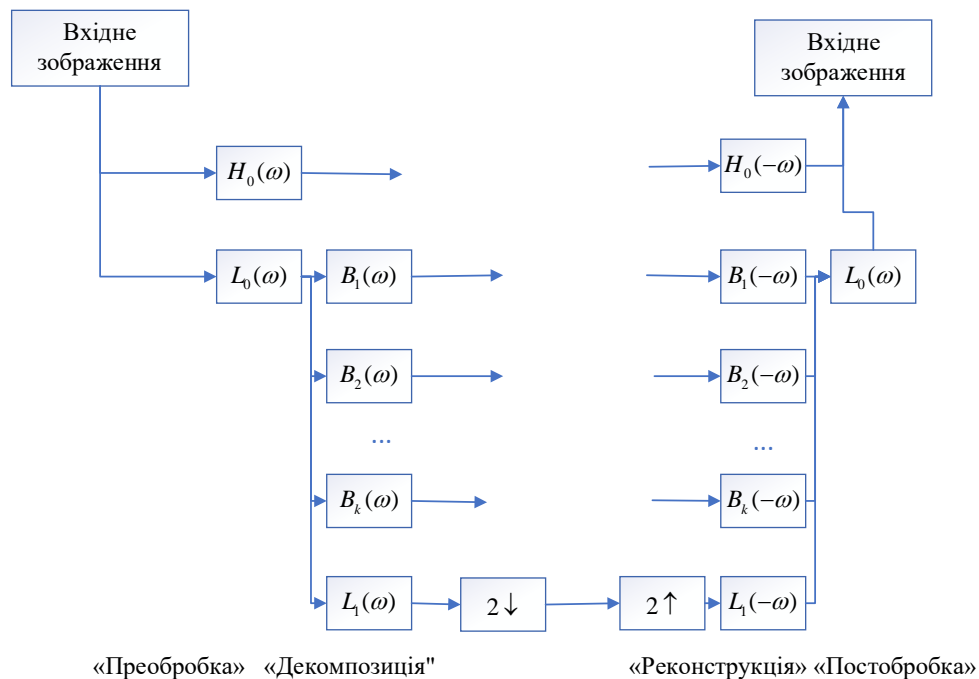 Вхідне
зображення
Вхідне
зображення
H₀(ω)
H₀(−ω)
L₀(ω)
B₁(ω)
B₁(−ω)
L₀(ω)
B₂(ω)
B₂(−ω)
...
...
Bₖ(ω)
Bₖ(−ω)
L₁(ω)
2↓
2↑
L₁(−ω)
«Преобробка» «Декомпозиція"
«Реконструкція» «Постобробка»